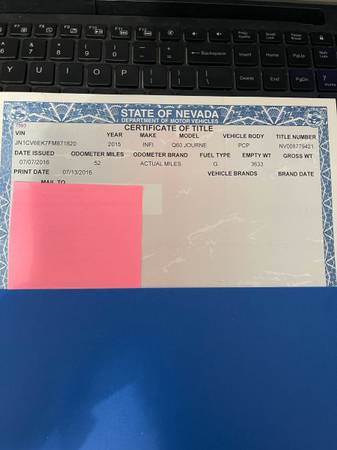 STATE OF NEVADA
DEPARTMENT OF MOTOR VEHICLES
CERTIFICATE OF TITLE
VIN YEAR MAKE MODEL VEHICLE BODY TITLE NUMBER
2015 INFI Q60 JOURNE PCP NV008779421
DATE ISSUED ODOMETER MILES ODOMETER BRAND FUEL TYPE EMPTY WT GROSS WT
07/07/2016 52 ACTUAL MILES G 3633
PRINT DATE 07/13/2016 VEHICLE BRANDS BRAND DATE
MAIL TO